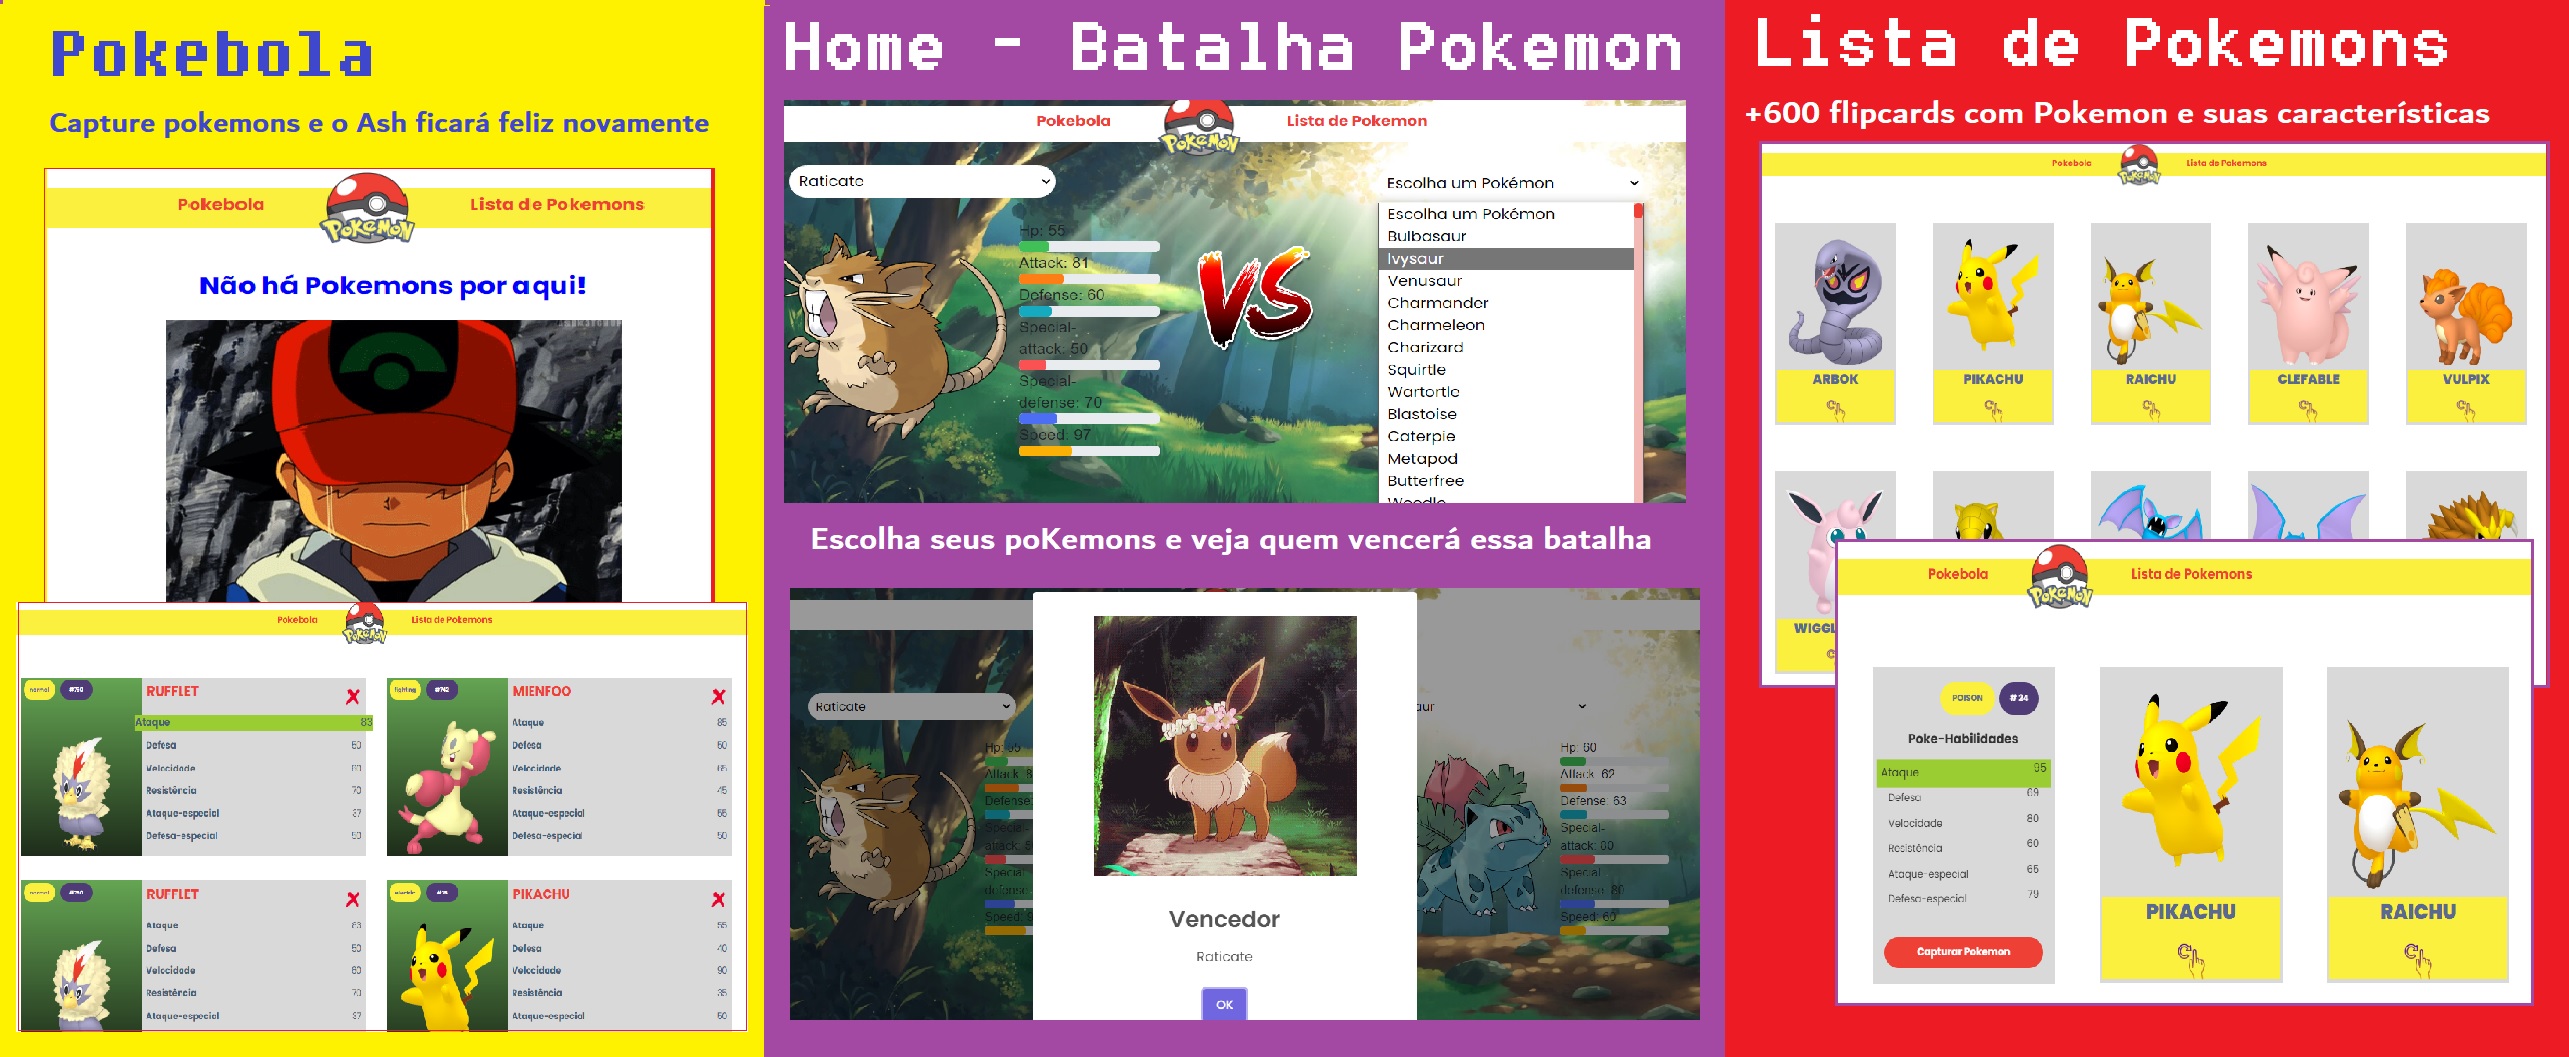 Pokebola
Capture pokemons e o Ash ficará feliz novamente
Pokebola
POKéMON
Lista de Pokemons
Não há Pokemons por aqui!
Pokebola
POKéMON
Lista de Pokemons
normal
#790
RUFFLET
X
Ataque 83
Defesa 50
Velocidade 60
Resistência 70
Ataque-especial 37
Defesa-especial 50
fighting
#742
MIENFOO
X
Ataque 85
Defesa 50
Velocidade 65
Resistência 45
Ataque-especial 55
Defesa-especial 50
normal
#790
RUFFLET
X
Ataque 83
Defesa 50
Velocidade 60
Resistência 70
Ataque-especial 37
electric
PIKACHU
X
Ataque 55
Defesa 40
Velocidade 90
Resistência 35
Ataque-especial 50
Home - Batalha Pokemon
Pokebola
POKéMON
Lista de Pokemon
Raticate
Hp: 55
Attack: 81
Defense: 60
Special-
attack: 50
Special-
defense: 70
Speed: 97
VS
Escolha um Pokémon
Escolha um Pokémon
Bulbasaur
Ivysaur
Venusaur
Charmander
Charmeleon
Charizard
Squirtle
Wartortle
Blastoise
Caterpie
Metapod
Butterfree
Weedle
Escolha seus poKemons e veja quem vencerá essa batalha
Raticate
Hp: 55
Attack: 8
Defense:
Special-
attack: 5
Special-
defense:
Speed: 9
Vencedor
Raticate
OK
aur
Hp: 60
Attack: 62
Defense: 63
Special-
attack: 80
Special-
defense: 80
Speed: 60
Lista de Pokemons
+600 flipcards com Pokemon e suas características
Pokebola
POKéMON
Lista de Pokemons
ARBOK
PIKACHU
RAICHU
CLEFABLE
VULPIX
WIGGL
Pokebola
POKéMON
Lista de Pokemons
POISON
# 24
Poke-Habilidades
Ataque 95
Defesa 69
Velocidade 80
Resistência 60
Ataque-especial 65
Defesa-especial 79
Capturar Pokemon
PIKACHU
RAICHU